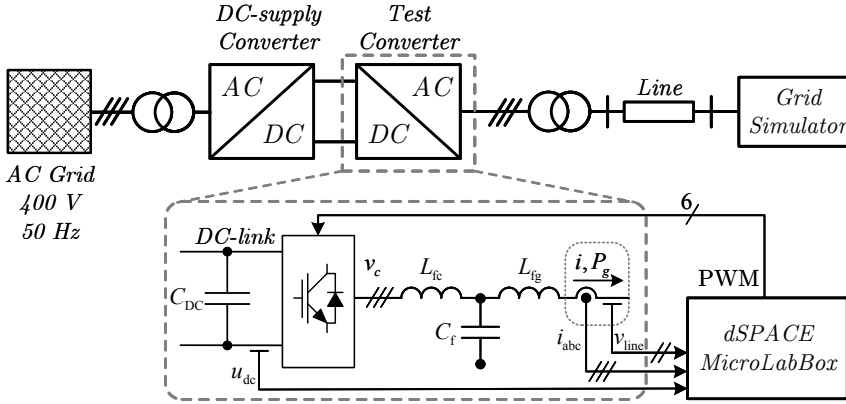 DC-supply
Converter
Test
Converter
AC
DC
AC
DC
Line
Grid
Simulator
AC Grid
400 V
50 Hz
6
DC-link
v_c
L_fc
L_fg
i, P_g
PWM
C_DC
C_f
i_abc
v_line
u_dc
dSPACE
MicroLabBox